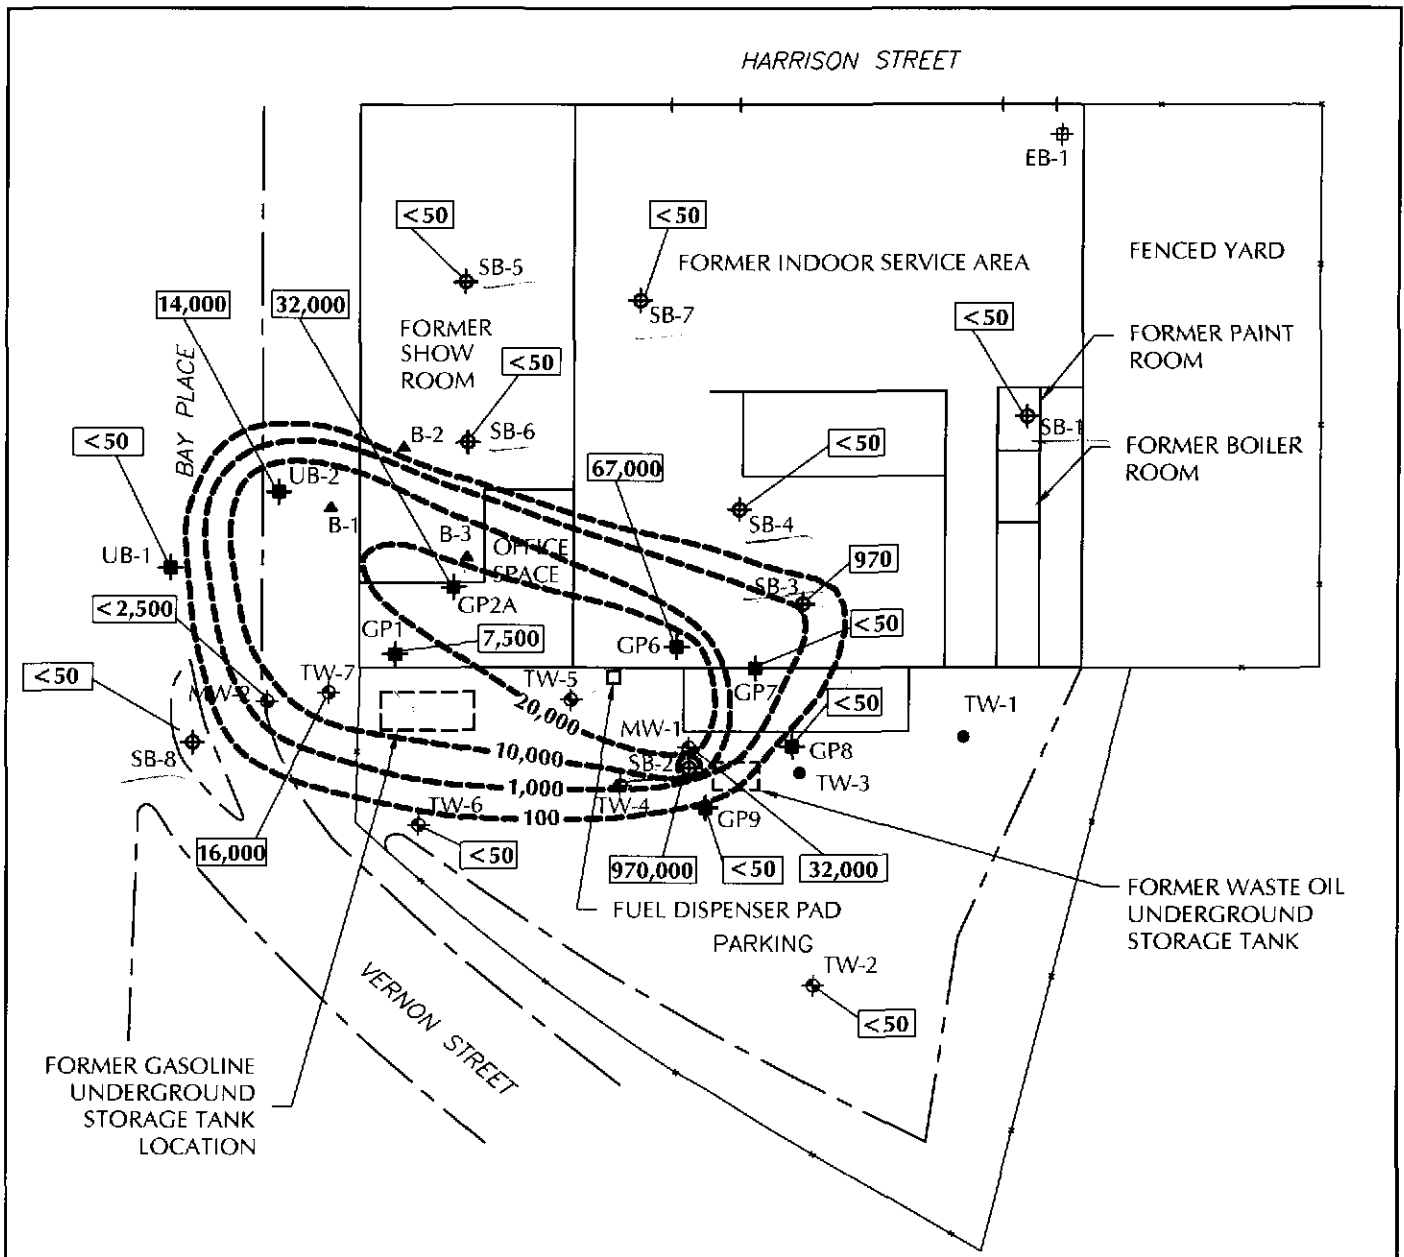 HARRISON STREET
EB-1
<50
<50
SB-5
FORMER INDOOR SERVICE AREA
FENCED YARD
14,000
32,000
SB-7
<50
FORMER
SHOW
ROOM
FORMER PAINT
ROOM
<50
BAY PLACE
B-2
SB-6
SB-1
<50
<50
FORMER BOILER
ROOM
67,000
UB-2
B-1
SB-4
B-3
OFFICE
SPACE
UB-1
970
SB-3
<2,500
GP2A
GP1
7,500
GP6
<50
GP7
<50
TW-7
MW-2
TW-5
20,000
<50
TW-1
MW-1
GP8
SB-8
10,000
SB-2
TW-3
1,000
TW-4
TW-6
100
GP9
16,000
<50
970,000
<50
32,000
FUEL DISPENSER PAD
PARKING
FORMER WASTE OIL
UNDERGROUND
STORAGE TANK
TW-2
<50
VERNON STREET
FORMER GASOLINE
UNDERGROUND
STORAGE TANK
LOCATION